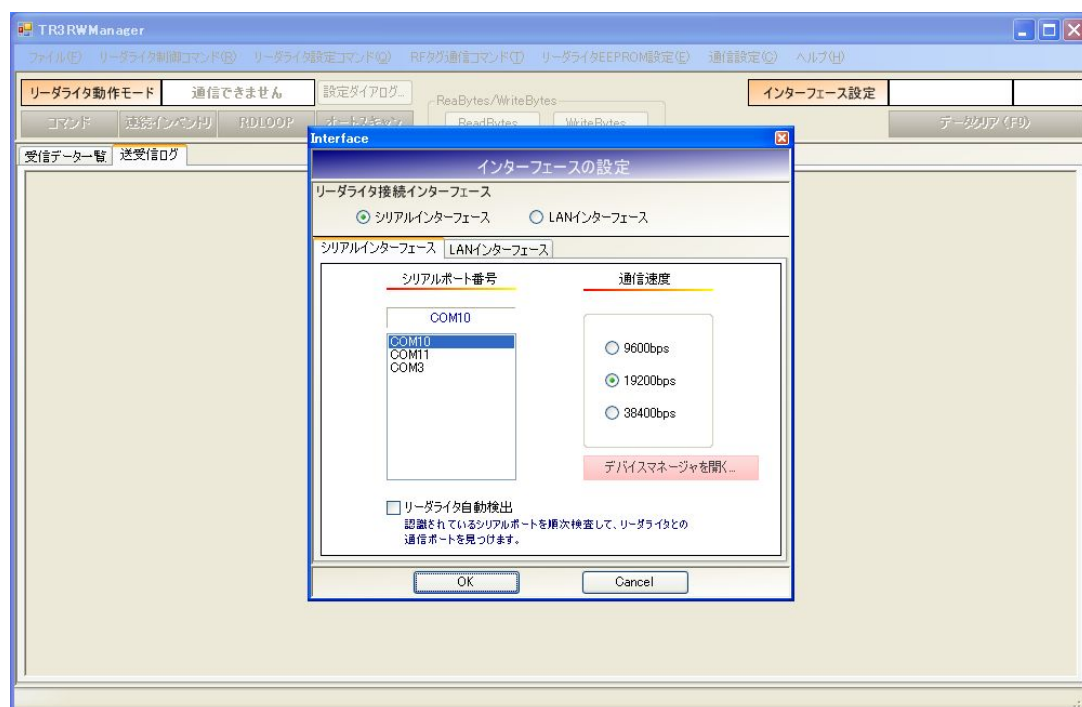 TR3RWManager
ファイル(F) リーダライタ制御コマンド(R) リーダライタ設定コマンド(Q) RFタグ通信コマンド(T) リーダライタEEPROM設定(E) 通信設定(C) ヘルプ(H)
リーダライタ動作モード 通信できません 設定ダイアログ... ReaBytes/WriteBytes インターフェース設定
コマンド 連続インベントリ RDLOOP オートスキャン ReadBytes WriteBytes データクリア(F9)
受信データ一覧 送受信ログ
Interface
インターフェースの設定
リーダライタ接続インターフェース
シリアルインターフェース LANインターフェース
シリアルインターフェース LANインターフェース
シリアルポート番号 通信速度
COM10
COM10
COM11
COM3
9600bps
19200bps
38400bps
デバイスマネージャを開く...
リーダライタ自動検出
認識されているシリアルポートを順次検査して、リーダライタとの
通信ポートを見つけます。
OK Cancel